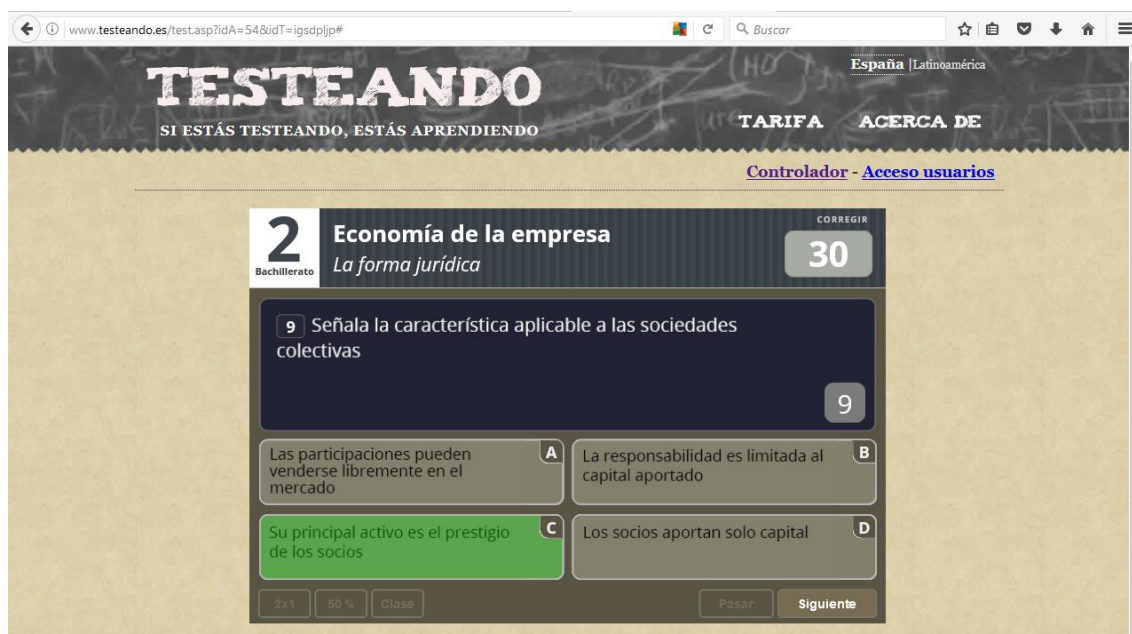 www.testeando.es/test.asp?idA=54&idT=igsdpljp#
Buscar
España |Latinoamérica
TESTEANDO
SI ESTÁS TESTEANDO, ESTÁS APRENDIENDO
TARIFA ACERCA DE
Controlador - Acceso usuarios
2
Bachillerato
Economía de la empresa
La forma jurídica
CORREGIR
30
9 Señala la característica aplicable a las sociedades
colectivas
9
Las participaciones pueden
venderse libremente en el
mercado
A
La responsabilidad es limitada al
capital aportado
B
Su principal activo es el prestigio
de los socios
C
Los socios aportan solo capital
D
2x1 50 % Clase Pasar Siguiente